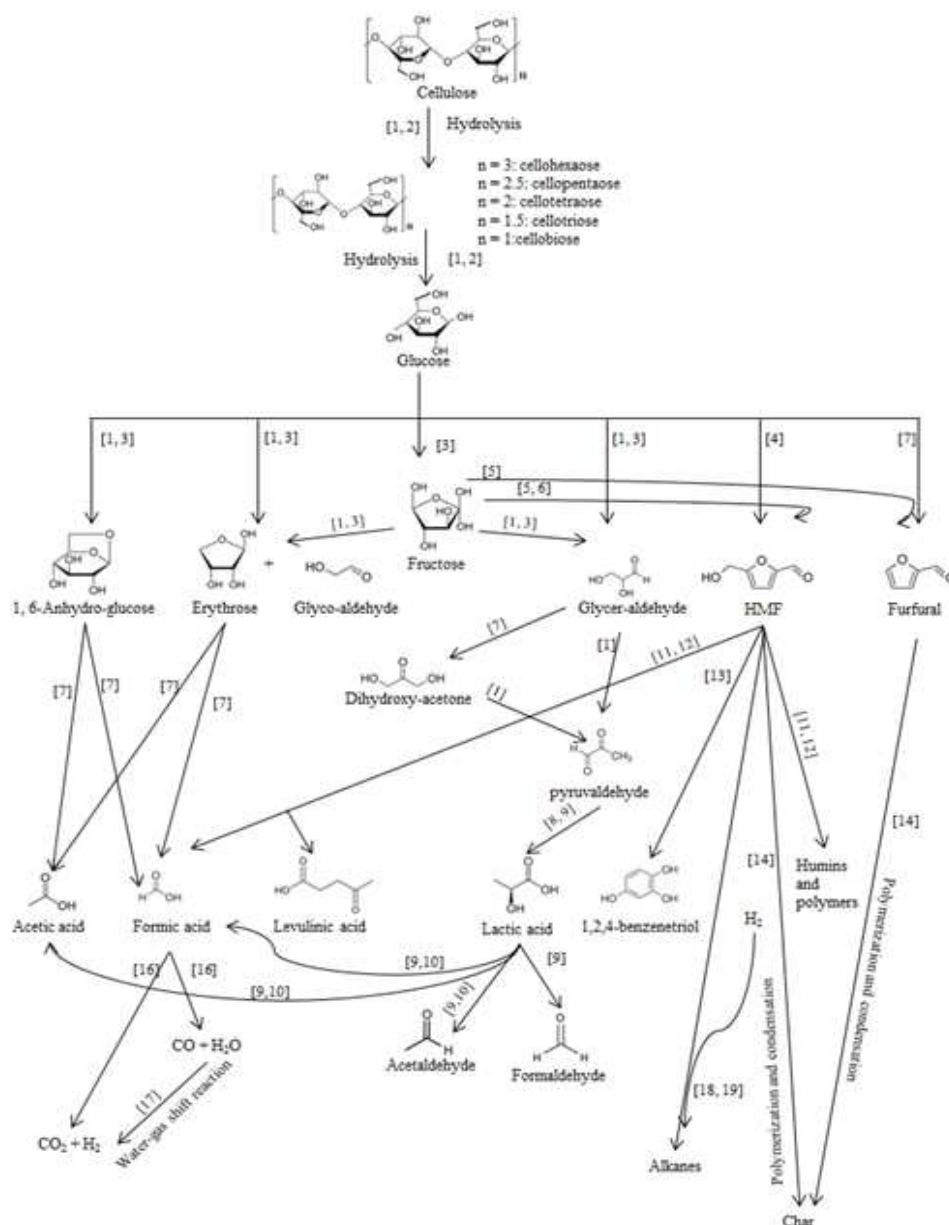 Cellulose
[1, 2]
Hydrolysis
n = 3: cellohexaose
n = 2.5: cellopentaose
n = 2: cellotetraose
n = 1.5: cellotriose
n = 1:cellobiose
Hydrolysis
[1, 2]
Glucose
[1, 3]
[1, 3]
[3]
[1, 3]
[4]
[7]
[5]
[5, 6]
[1, 3]
[1, 3]
Fructose
+
1, 6-Anhydro-glucose
Erythrose
Glyco-aldehyde
Glycer-aldehyde
HMF
Furfural
[7]
[1]
[11, 12]
[13]
[7]
[7]
[7]
[7]
Dihydroxy-acetone
[1]
[11, 12]
pyruvaldehyde
[8, 9]
[14]
[14]
Humins
and
polymers
Acetic acid
Formic acid
Levulinic acid
Lactic acid
1,2,4-benzenetriol
H2
[16]
[16]
[9,10]
[9,10]
[9,10]
[9]
CO + H2O
Acetaldehyde
Formaldehyde
[17]
Water-gas shift reaction
CO2 + H2
[18, 19]
Polymerization and condensation
Polymerization and condensation
Alkanes
Char